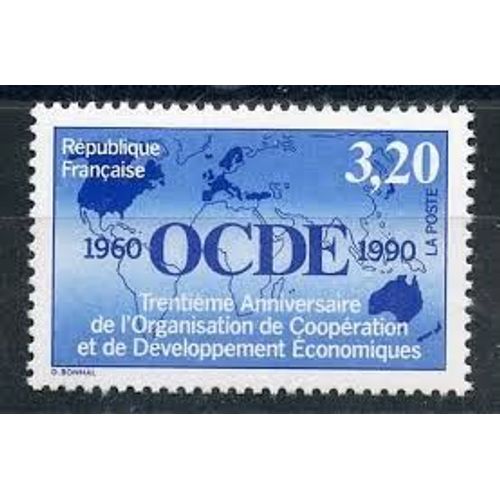 République
Française
3,20
LA POSTE
1960 OCDE 1990
Trentième Anniversaire
de l'Organisation de Coopération
et de Développement Économiques
D. BONNAL